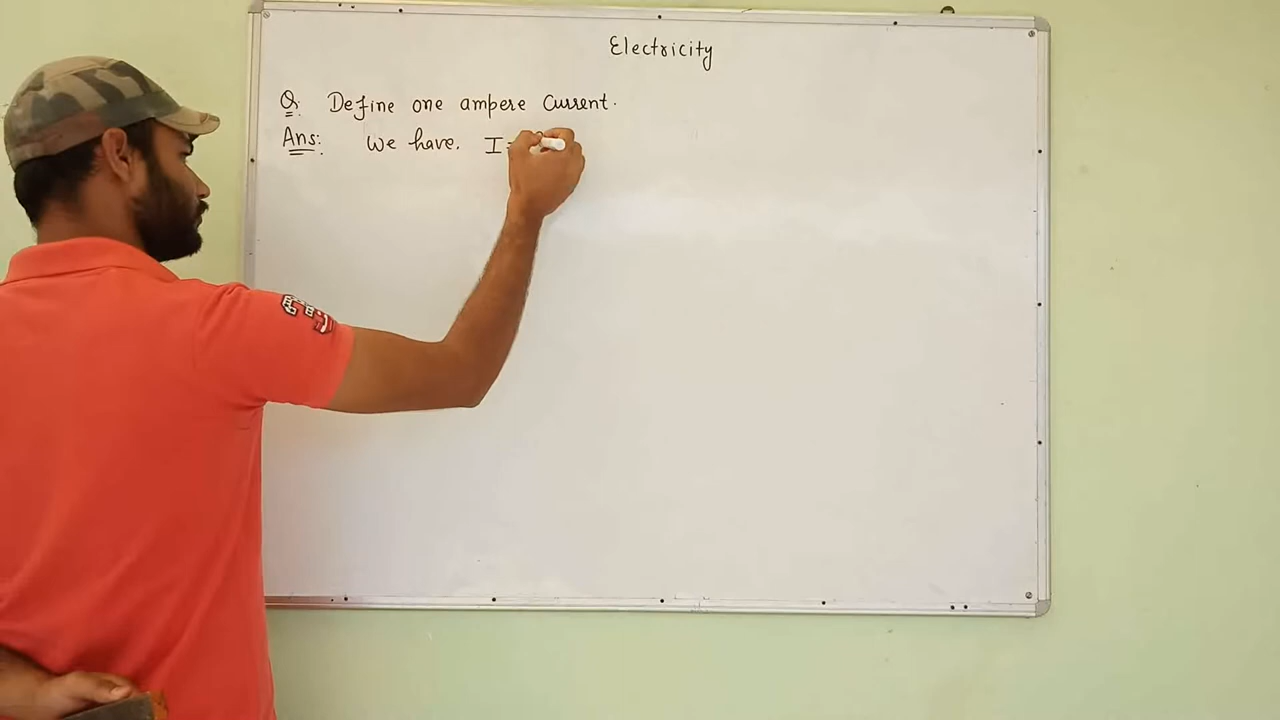 Electricity
Q: Define one ampere Current.
Ans: We have. I=